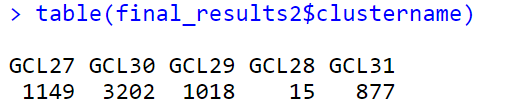 > table(final_results2$clustername)
GCL27 GCL30 GCL29 GCL28 GCL31
1149 3202 1018 15 877